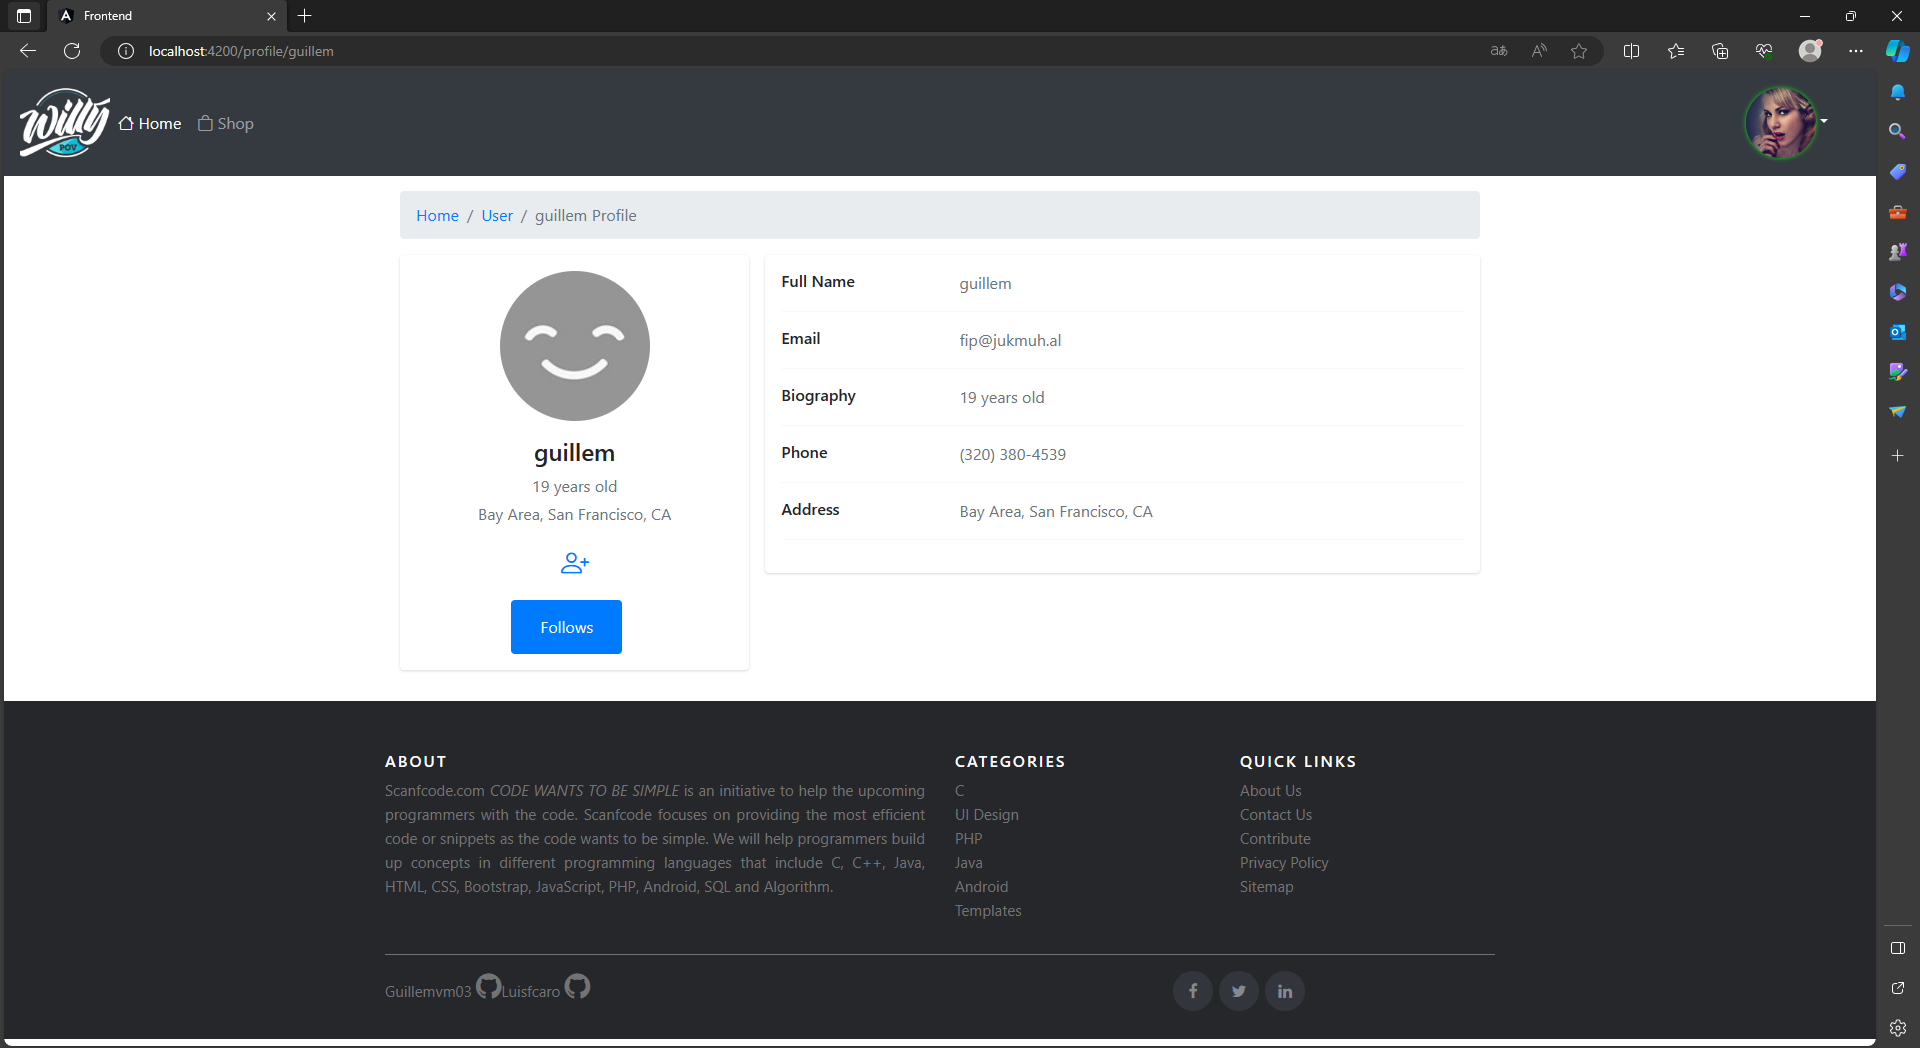 Frontend
localhost:4200/profile/guillem
Willy
POV
Home
Shop
Home / User / guillem Profile
guillem
19 years old
Bay Area, San Francisco, CA
Follows
Full Name guillem
Email fip@jukmuh.al
Biography 19 years old
Phone (320) 380-4539
Address Bay Area, San Francisco, CA
ABOUT
Scanfcode.com CODE WANTS TO BE SIMPLE is an initiative to help the upcoming
programmers with the code. Scanfcode focuses on providing the most efficient
code or snippets as the code wants to be simple. We will help programmers build
up concepts in different programming languages that include C, C++, Java,
HTML, CSS, Bootstrap, JavaScript, PHP, Android, SQL and Algorithm.
CATEGORIES
C
UI Design
PHP
Java
Android
Templates
QUICK LINKS
About Us
Contact Us
Contribute
Privacy Policy
Sitemap
Guillemvm03 Luisfcaro